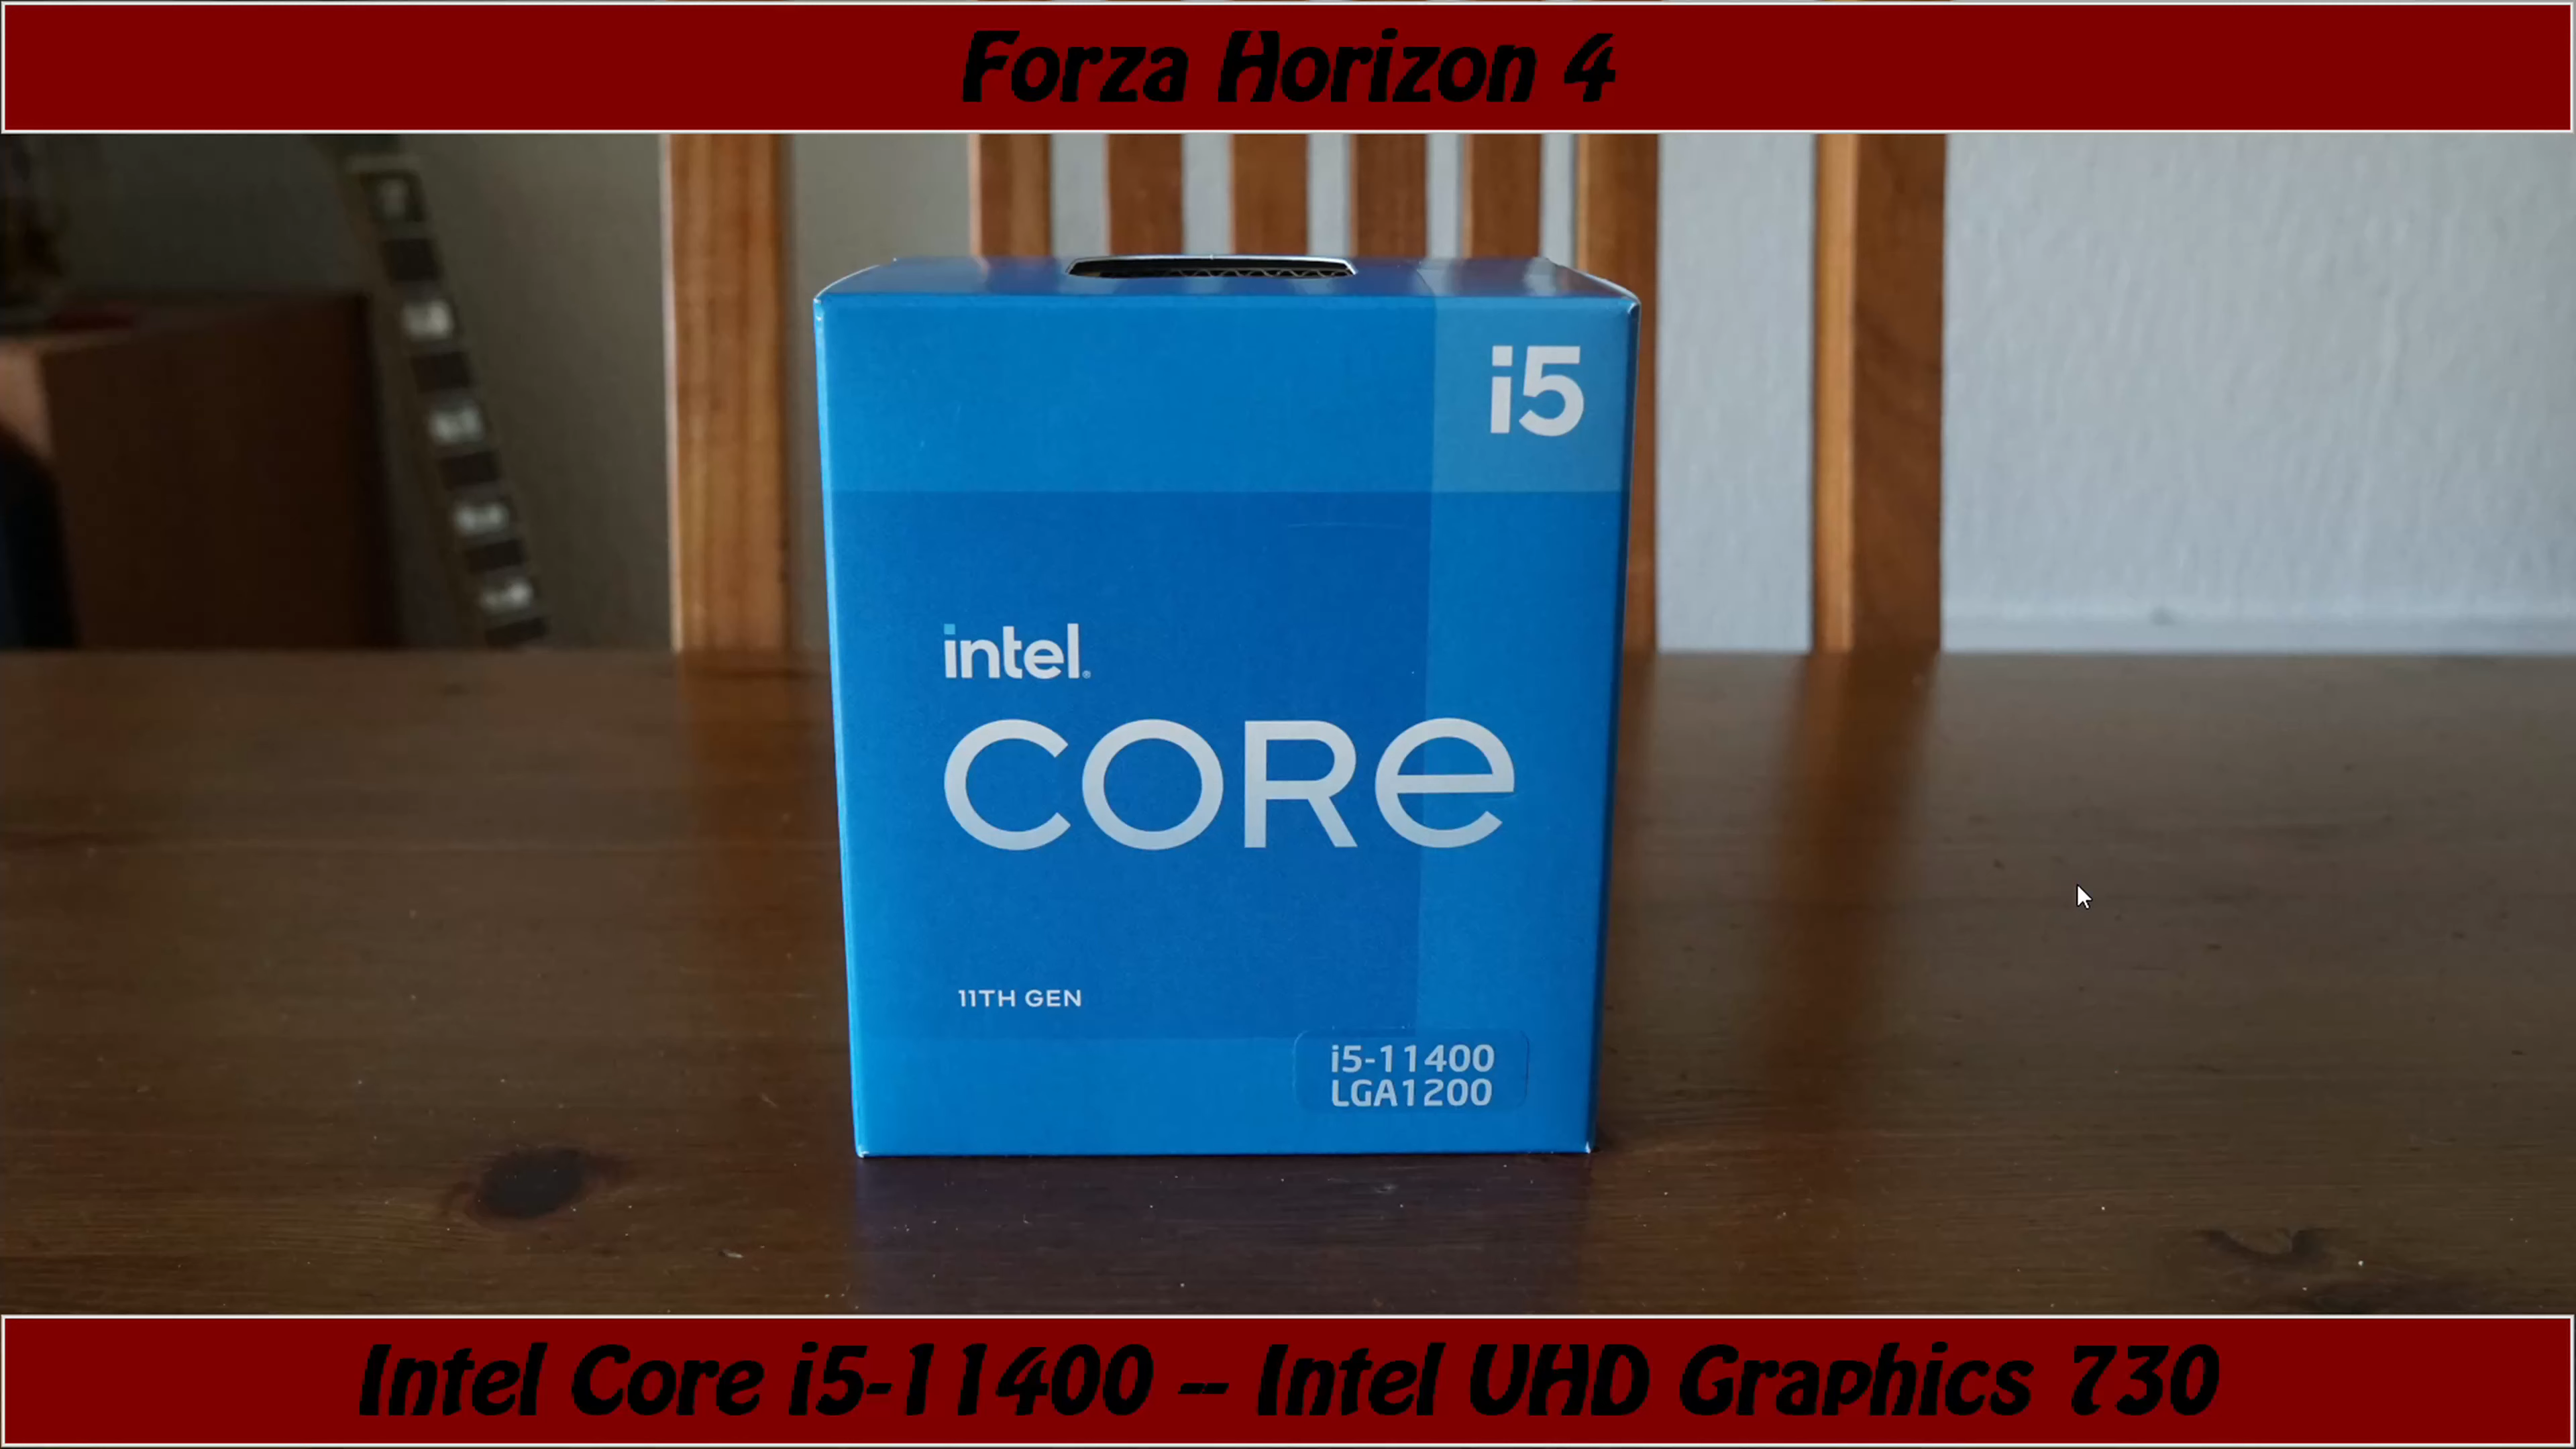 Forza Horizon 4
i5
intel.
CORe
11TH GEN
i5-11400
LGA1200
Intel Core i5-11400 -- Intel UHD Graphics 730